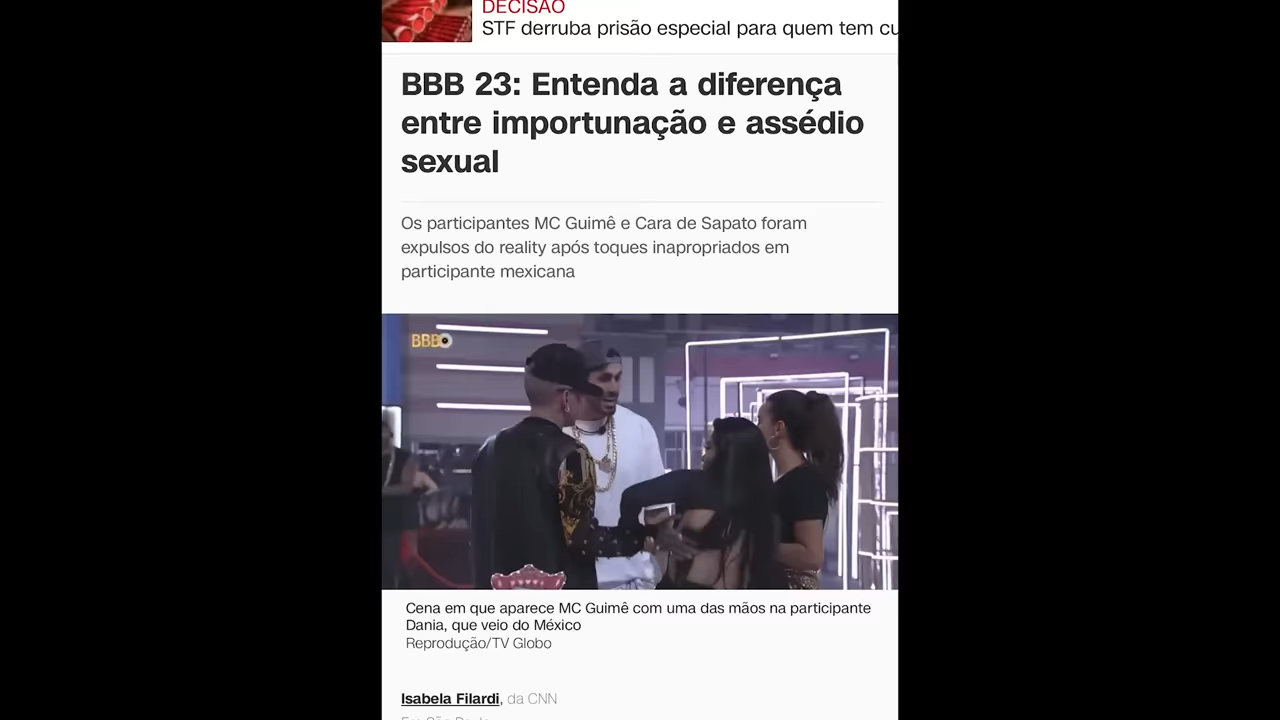 DECISÃO
STF derruba prisão especial para quem tem cu
BBB 23: Entenda a diferença
entre importunação e assédio
sexual
Os participantes MC Guimê e Cara de Sapato foram
expulsos do reality após toques inapropriados em
participante mexicana
BBB
Cena em que aparece MC Guimê com uma das mãos na participante
Dania, que veio do México
Reprodução/TV Globo
Isabela Filardi, da CNN